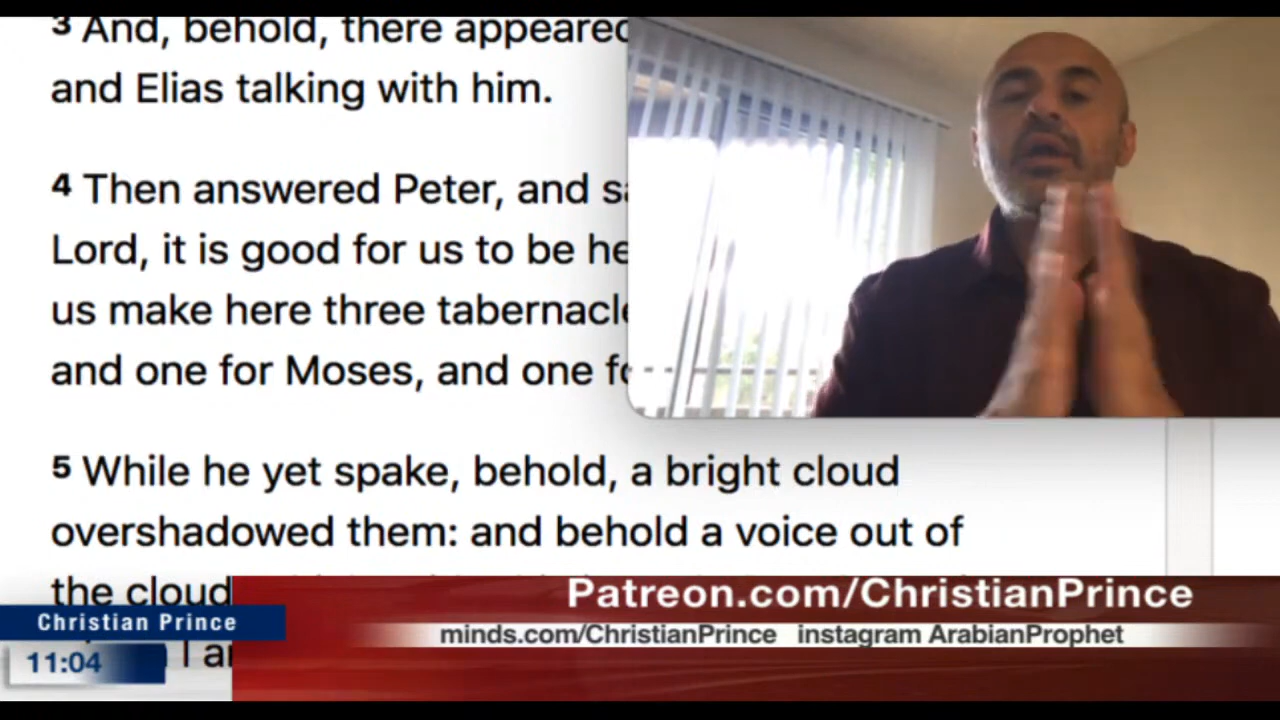 3 And, behold, there appeared
and Elias talking with him.
4 Then answered Peter, and sa
Lord, it is good for us to be he
us make here three tabernacle
and one for Moses, and one fo
5 While he yet spake, behold, a bright cloud
overshadowed them: and behold a voice out of
the cloud
Patreon.com/ChristianPrince
Christian Prince
minds.com/ChristianPrince instagram ArabianProphet
11:04